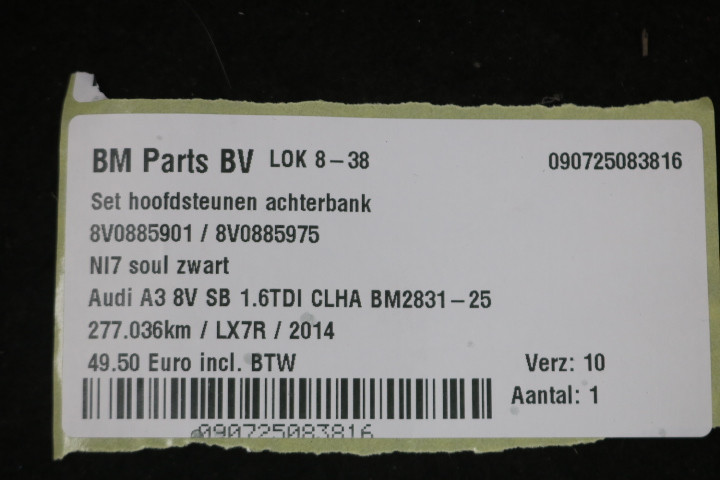 BM Parts BV LOK 8-38 090725083816
Set hoofdsteunen achterbank
8V0885901 / 8V0885975
NI7 soul zwart
Audi A3 8V SB 1.6TDI CLHA BM2831-25
277.036km / LX7R / 2014
49.50 Euro incl. BTW Verz: 10
Aantal: 1
090725083816